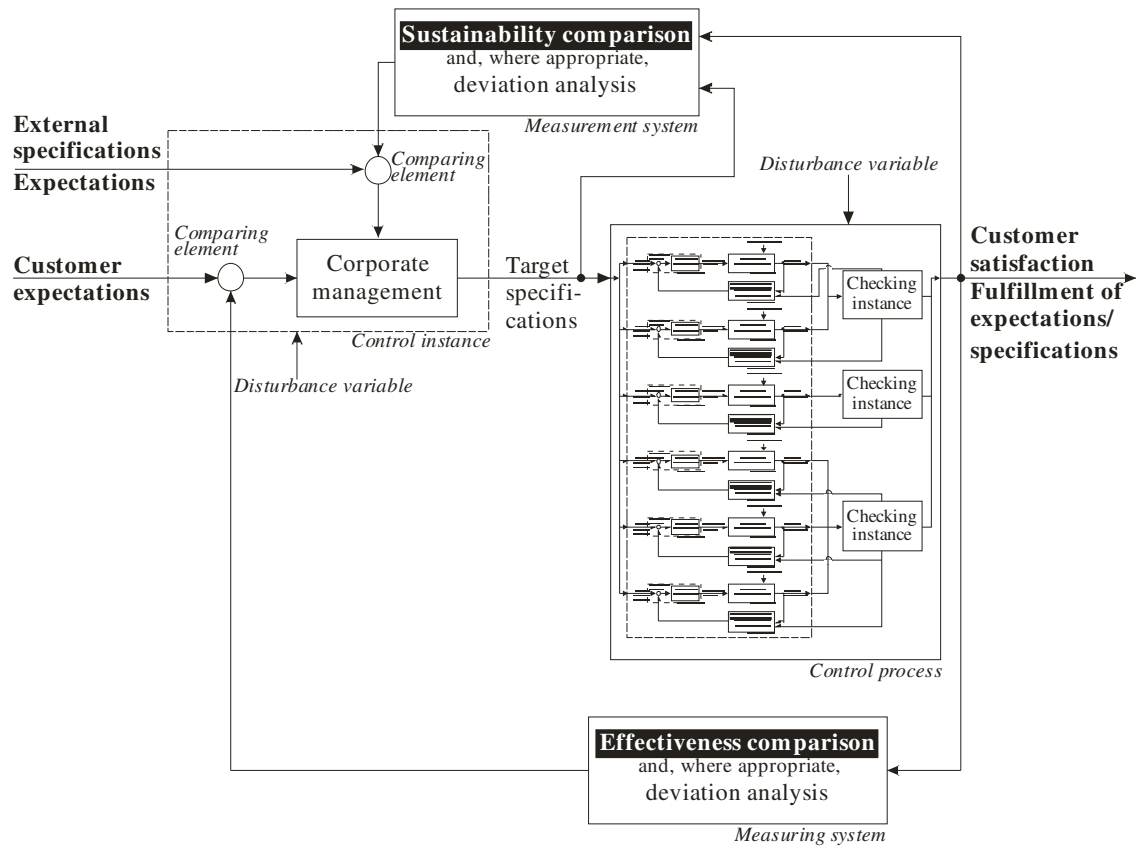 Sustainability comparison
and, where appropriate,
deviation analysis
Measurement system
External
specifications
Expectations
Comparing
element
Disturbance variable
Comparing
element
Customer
expectations
Corporate
management
Target
specifi-
cations
Control instance
Disturbance variable
Checking
instance
Checking
instance
Checking
instance
Customer
satisfaction
Fulfillment of
expectations/
specifications
Control process
Effectiveness comparison
and, where appropriate,
deviation analysis
Measuring system